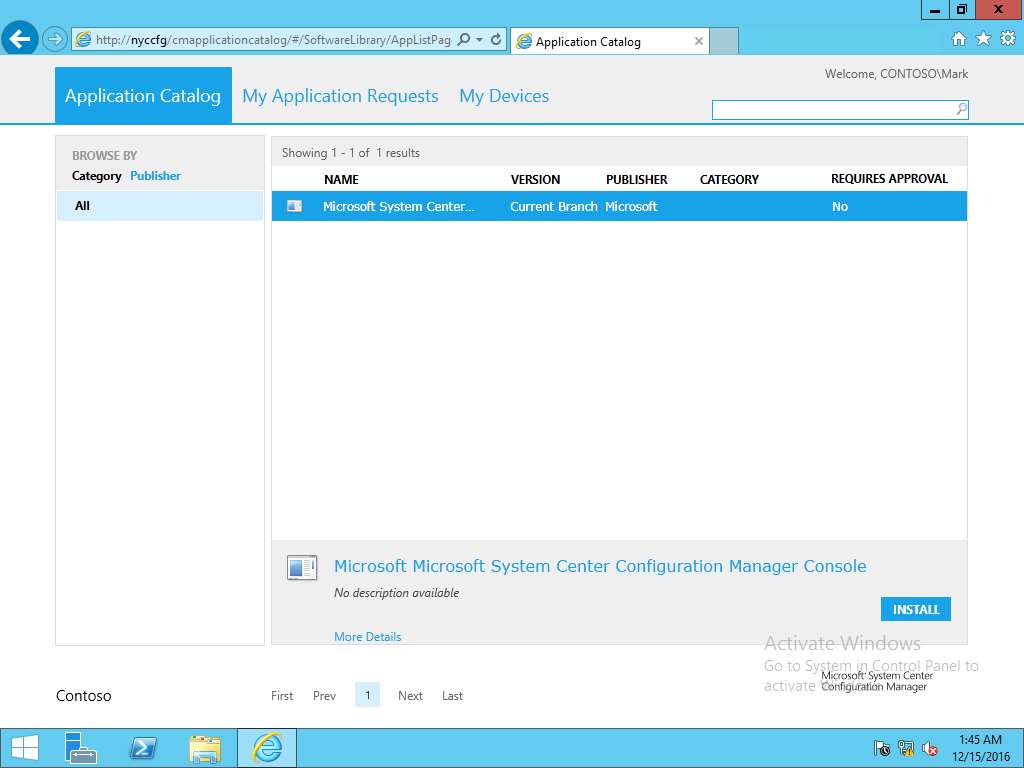 http://nyccfg/cmapplicationcatalog/#/SoftwareLibrary/AppListPag
Application Catalog
Welcome, CONTOSO\Mark
Application Catalog My Application Requests My Devices
BROWSE BY
Category Publisher
All
Showing 1 - 1 of 1 results
NAME VERSION PUBLISHER CATEGORY REQUIRES APPROVAL
Microsoft System Center... Current Branch Microsoft No
Microsoft Microsoft System Center Configuration Manager Console
No description available
INSTALL
More Details
Activate Windows
Go to System in Control Panel to
activate
Microsoft System Center
Configuration Manager
Contoso
First Prev 1 Next Last
1:45 AM
12/15/2016